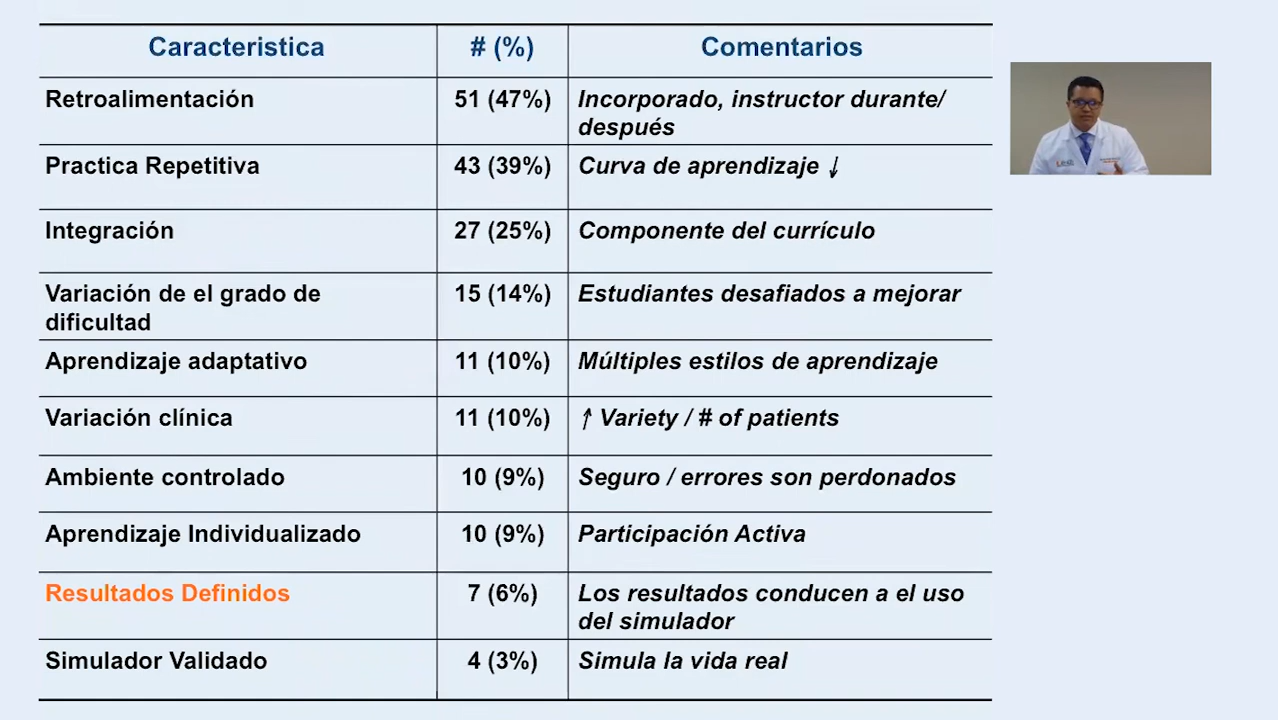 Caracteristica # (%) Comentarios
Retroalimentación 51 (47%) Incorporado, instructor durante/
después
Practica Repetitiva 43 (39%) Curva de aprendizaje ↓
Integración 27 (25%) Componente del currículo
Variación de el grado de 15 (14%) Estudiantes desafiados a mejorar
dificultad
Aprendizaje adaptativo 11 (10%) Múltiples estilos de aprendizaje
Variación clínica 11 (10%) ↑ Variety / # of patients
Ambiente controlado 10 (9%) Seguro / errores son perdonados
Aprendizaje Individualizado 10 (9%) Participación Activa
Resultados Definidos 7 (6%) Los resultados conducen a el uso
del simulador
Simulador Validado 4 (3%) Simula la vida real